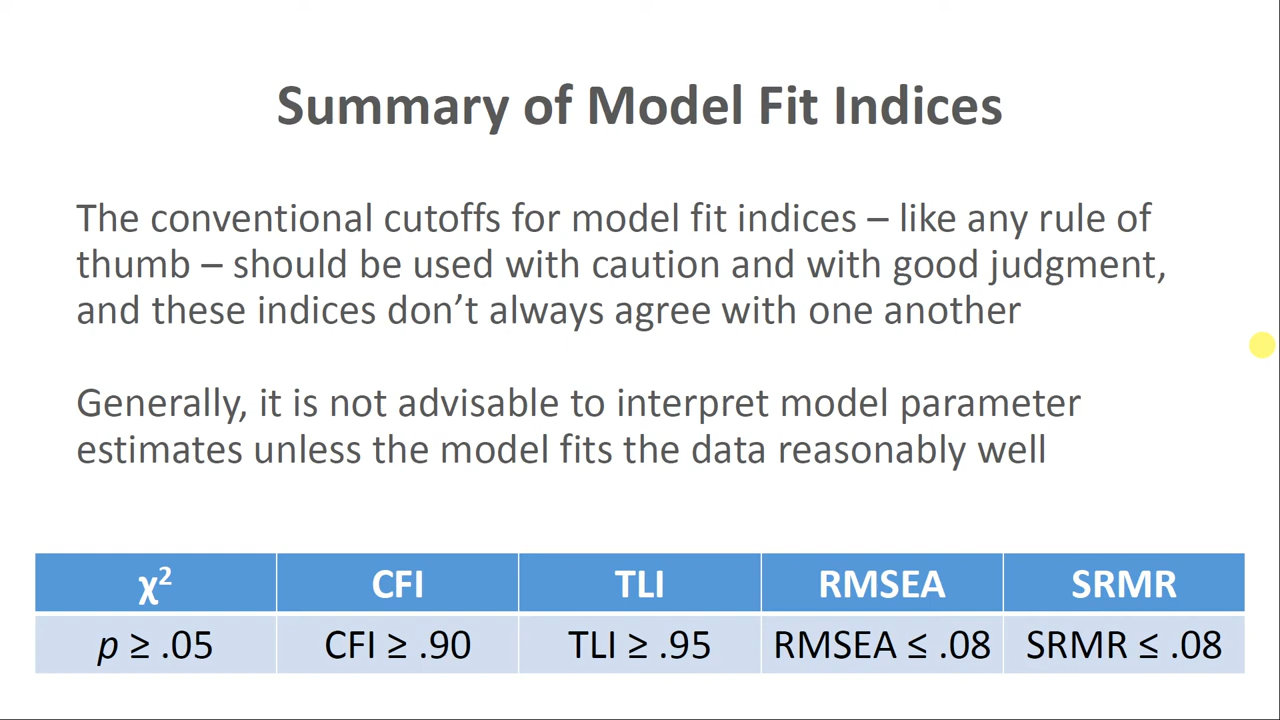 Summary of Model Fit Indices
The conventional cutoffs for model fit indices – like any rule of
thumb – should be used with caution and with good judgment,
and these indices don’t always agree with one another
Generally, it is not advisable to interpret model parameter
estimates unless the model fits the data reasonably well
χ² CFI TLI RMSEA SRMR
p ≥ .05 CFI ≥ .90 TLI ≥ .95 RMSEA ≤ .08 SRMR ≤ .08